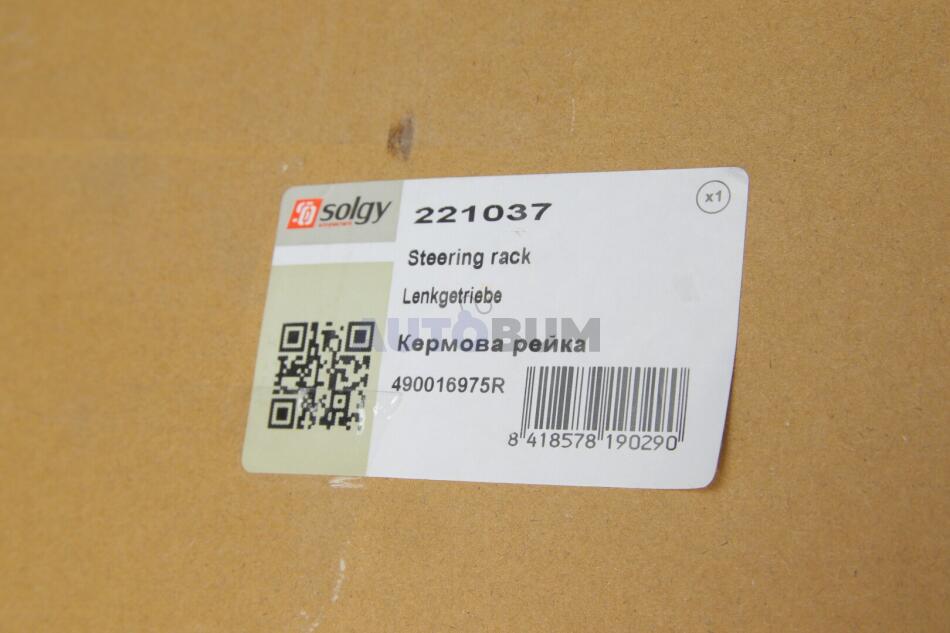 solgy
221037
x1
Steering rack
Lenkgetriebe
AUTOBUM
Кермова рейка
490016975R
8 418578 190290